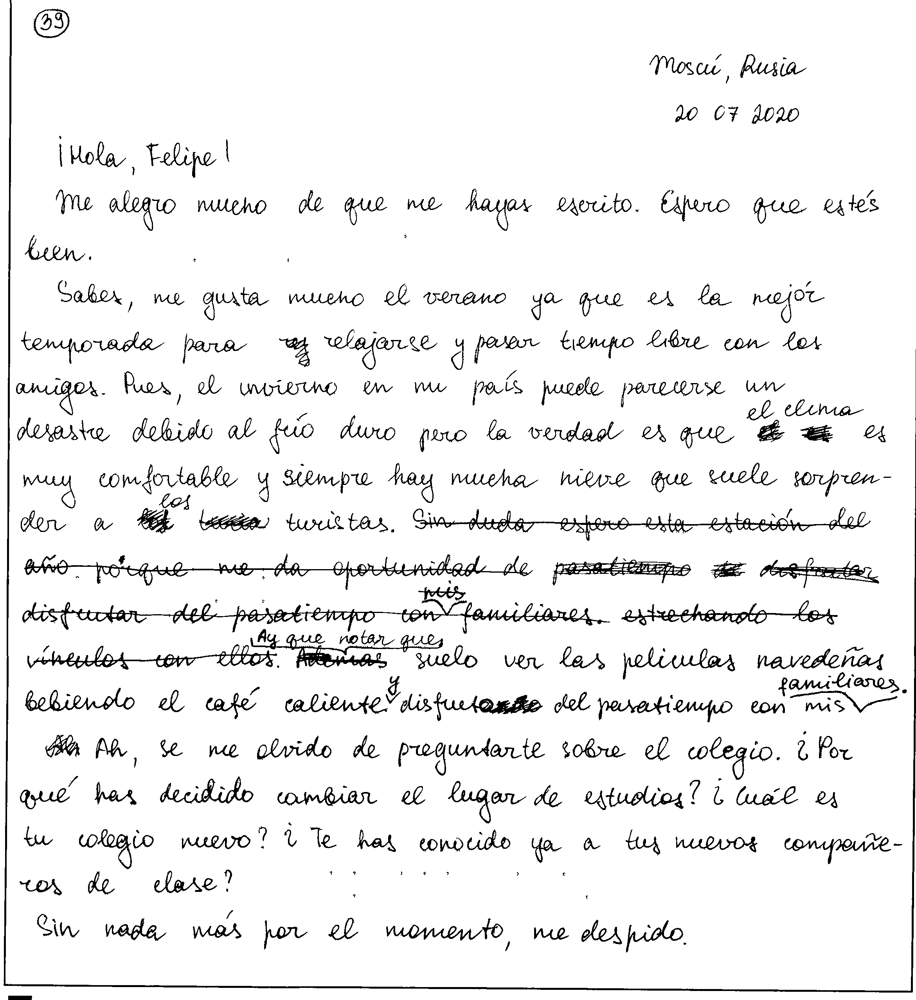 39
Moscú, Rusia
20 07 2020
¡Hola, Felipe!
Me alegro mucho de que me hayas escrito. Espero que estés
bien.
Sabes, me gusta mucho el verano ya que es la mejór
temporada para relajarse y pasar tiempo libre con los
amigos. Pues, el invierno en mi país puede parecerse un
desastre debido al frío duro pero la verdad es que el clima es
muy comfortable y siempre hay mucha nieve que suele sorpren-
der a los turistas. Sin duda espero esta estación del
año porque me da oportunidad de pasatiempo disfrutar
disfrutar del pasatiempo con mis familiares. estrechando los
vínculos con ellos. Además Ay que notar que suelo ver las peliculas navedeñas
bebiendo el café caliente y disfruto del pasatiempo con mis familiares.
Ah, se me olvido de preguntarte sobre el colegio. ¿Por
qué has decidido cambiar el lugar de estudios? ¿Cuál es
tu colegio nuevo? ¿Te has conocido ya a tus nuevos compañe-
ros de clase?
Sin nada más por el momento, me despido.